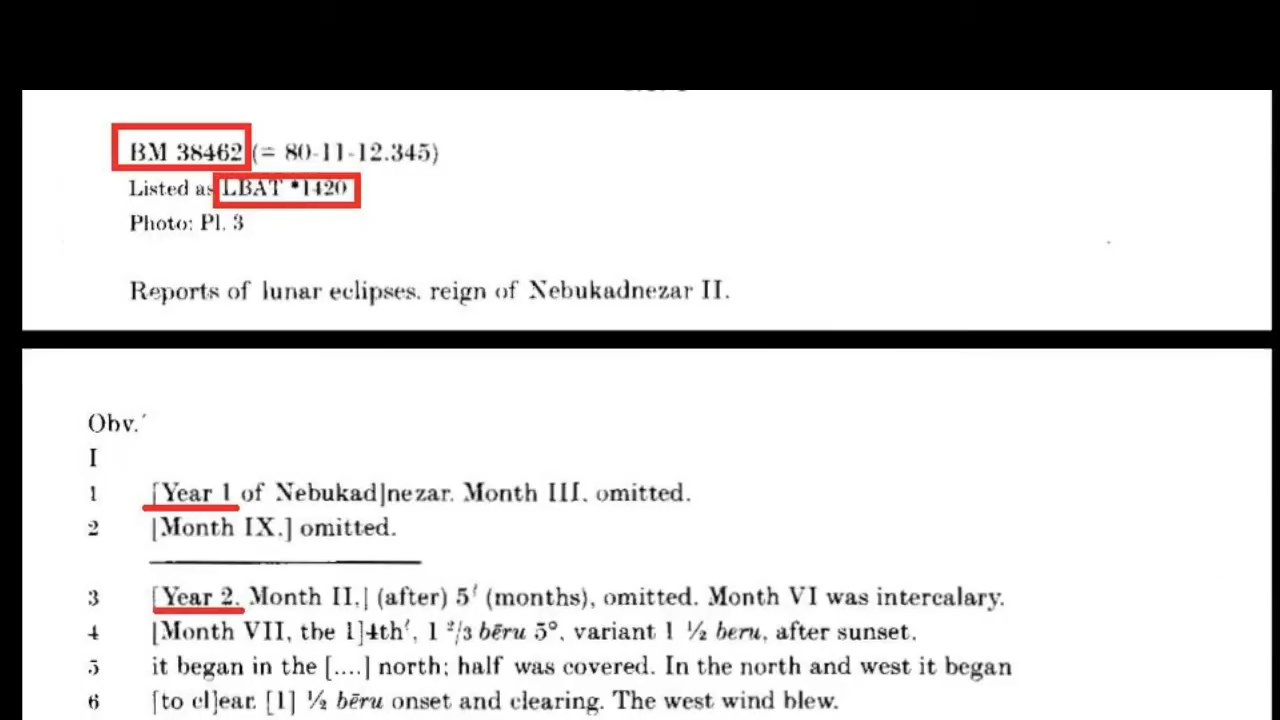 BM 38462 (= 80-11-12.345)
Listed as LBAT *1420
Photo: Pl. 3
Reports of lunar eclipses. reign of Nebukadnezar II.
Obv.'
I
1 [Year 1 of Nebukad]nezar. Month III. omitted.
2 [Month IX.] omitted.
3 [Year 2. Month II.] (after) 5' (months), omitted. Month VI was intercalary.
4 [Month VII, the 1]4th', 1 2/3 bēru 5°, variant 1 ½ beru, after sunset.
5 it began in the [....] north; half was covered. In the north and west it began
6 [to cl]ear. [1] ½ bēru onset and clearing. The west wind blew.